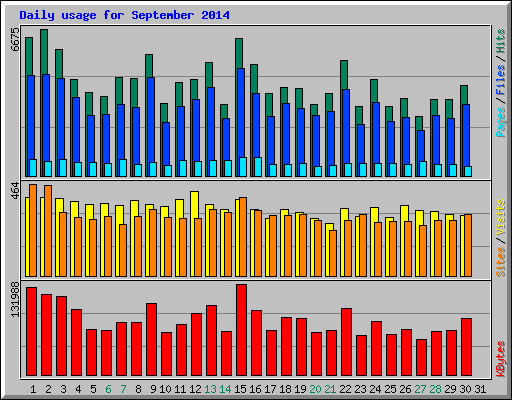 Daily usage for September 2014
6675
Pages / Files / Hits
464
Sites / Visits
131988
KBytes
1 2 3 4 5 6 7 8 9 10 11 12 13 14 15 16 17 18 19 20 21 22 23 24 25 26 27 28 29 30 31